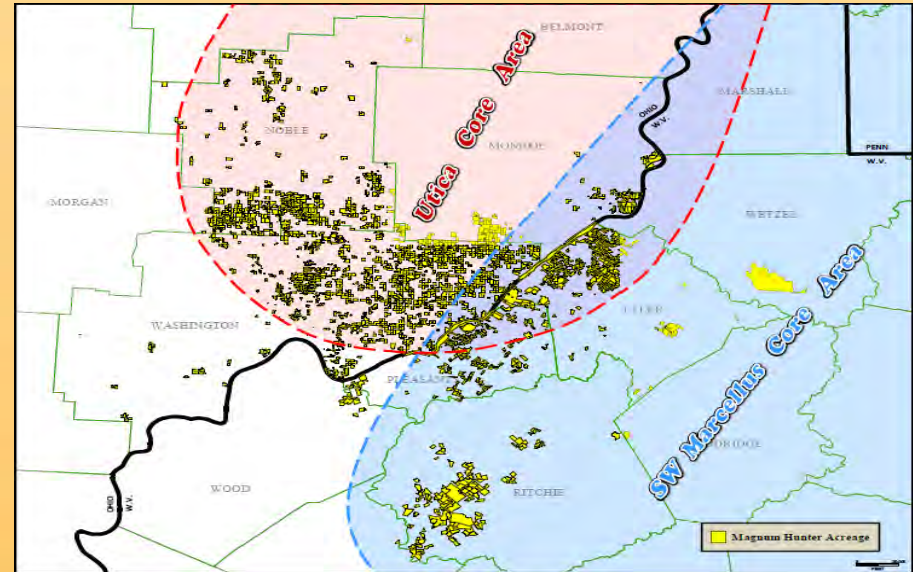 BELMONT
Utica Core Area
MARSHALL
NOBLE
OHIO
W.V.
MONROE
PENN
W.V.
MORGAN
WETZEL
WASHINGTON
TYLER
SW Marcellus Core Area
PLEASANTS
DODDRIDGE
WOOD
RITCHIE
OHIO
W.V.
Magnum Hunter Acreage